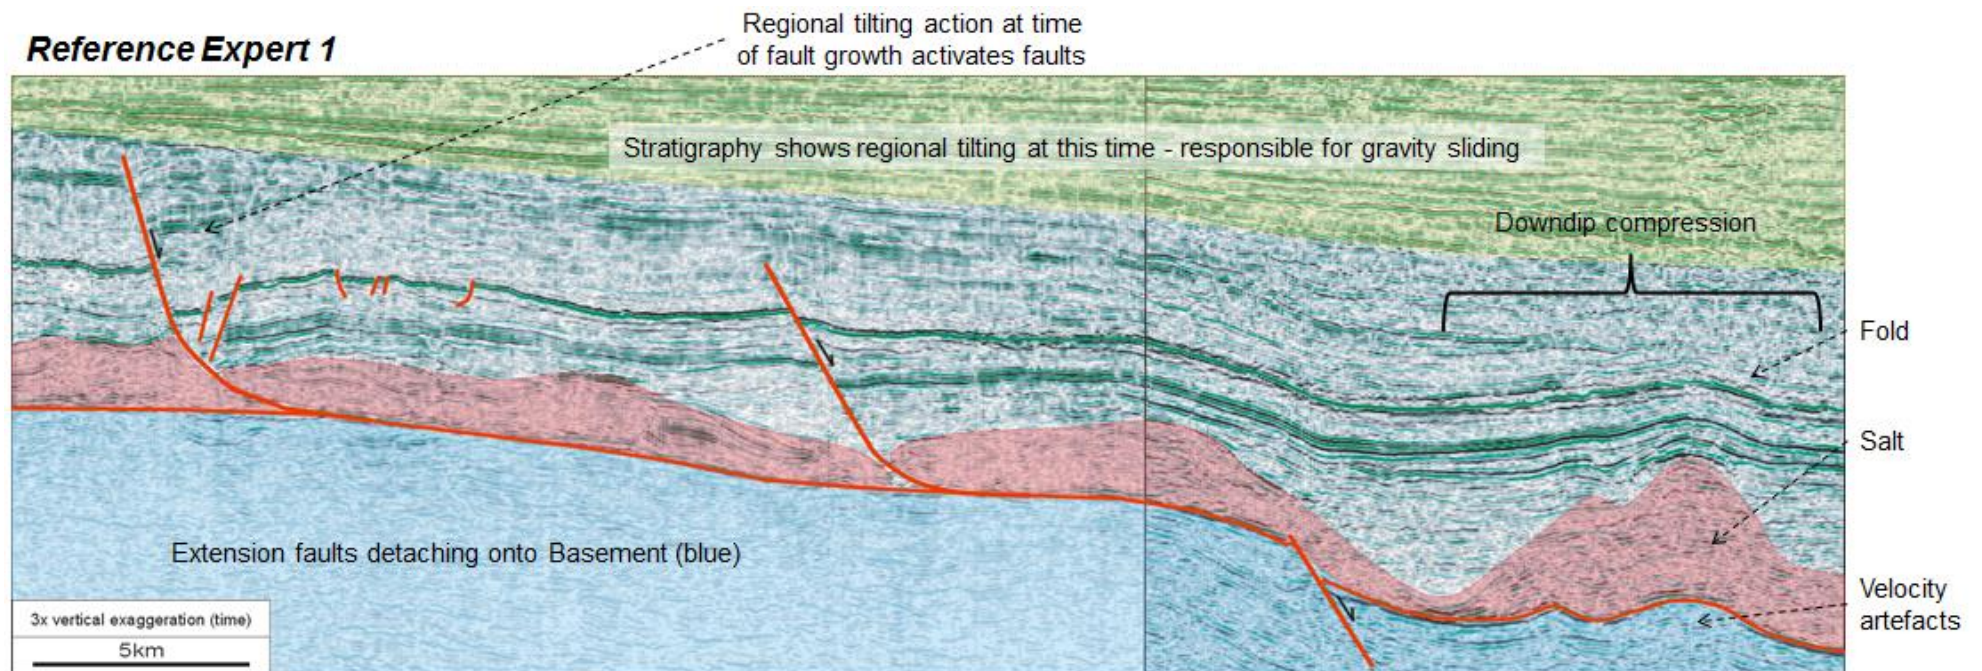 Reference Expert 1
Regional tilting action at time
of fault growth activates faults
Stratigraphy shows regional tilting at this time - responsible for gravity sliding
Downdip compression
Fold
Salt
Extension faults detaching onto Basement (blue)
Velocity
artefacts
3x vertical exaggeration (time)
5km